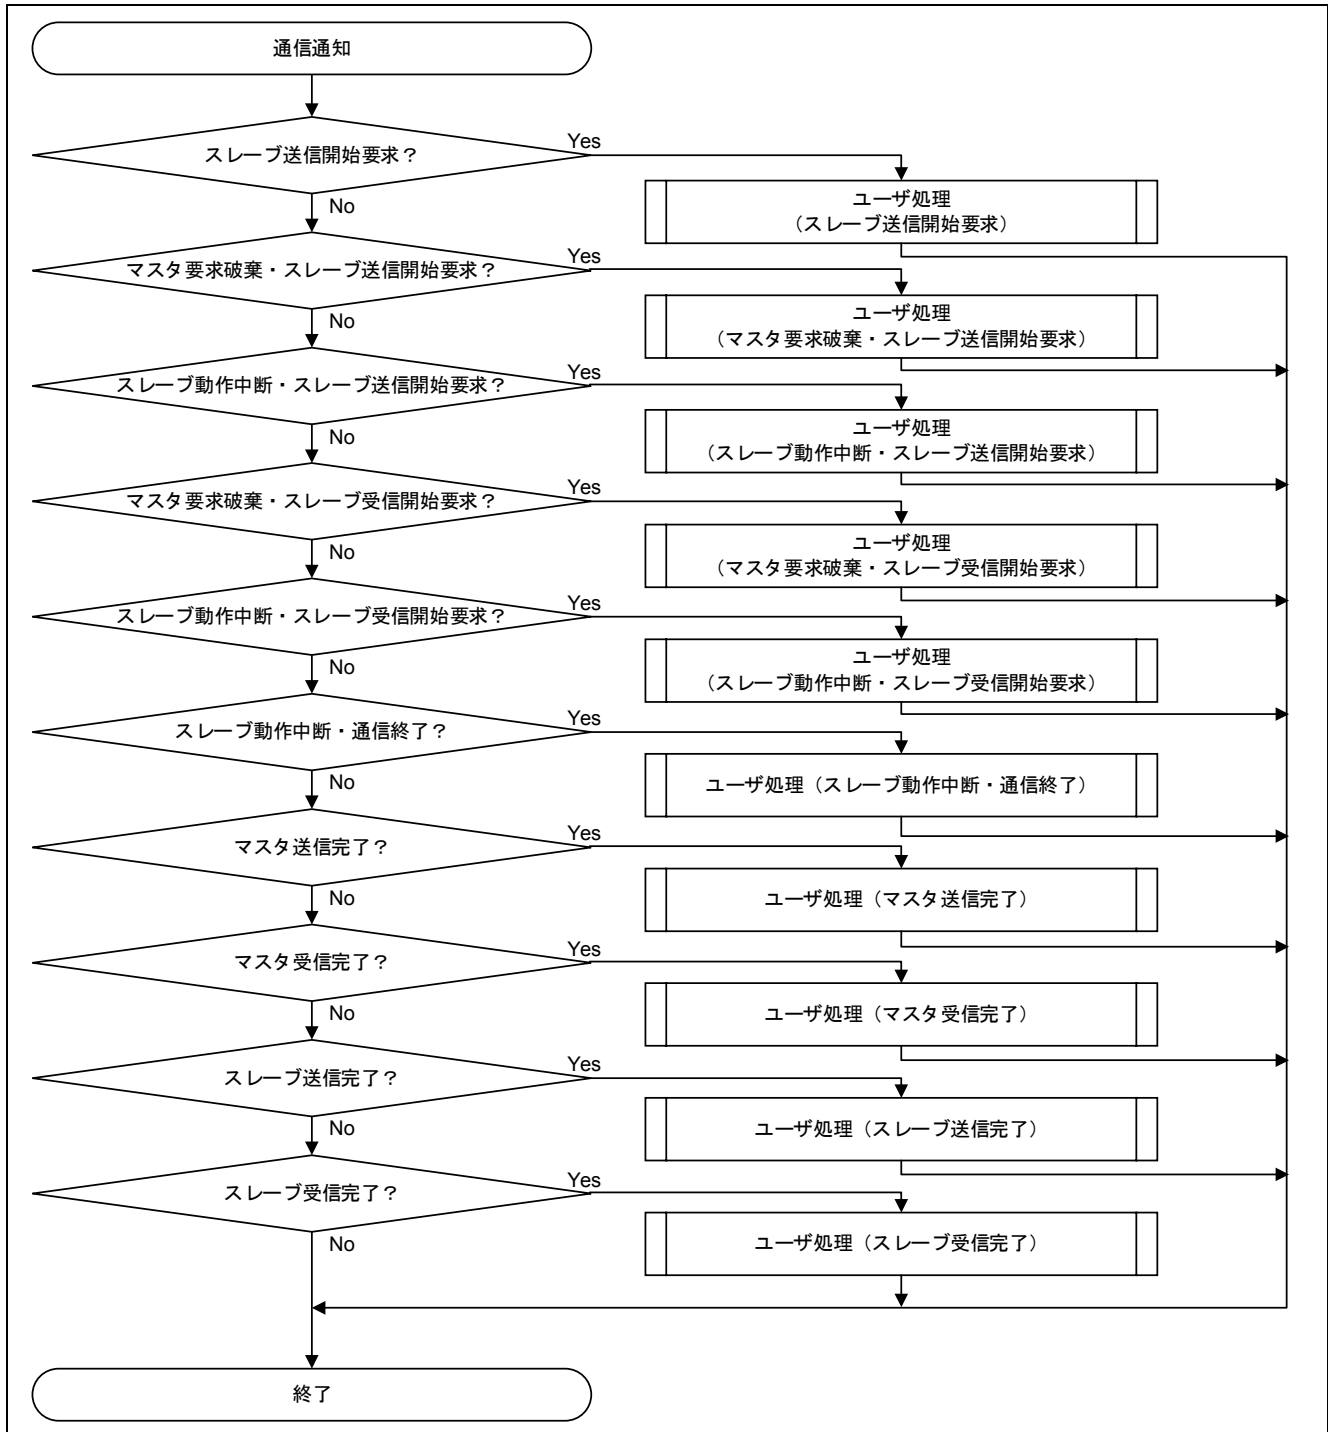 通信通知
スレーブ送信開始要求？
Yes
ユーザ処理
（スレーブ送信開始要求）
No
マスタ要求破棄・スレーブ送信開始要求？
Yes
ユーザ処理
（マスタ要求破棄・スレーブ送信開始要求）
No
スレーブ動作中断・スレーブ送信開始要求？
Yes
ユーザ処理
（スレーブ動作中断・スレーブ送信開始要求）
No
マスタ要求破棄・スレーブ受信開始要求？
Yes
ユーザ処理
（マスタ要求破棄・スレーブ受信開始要求）
No
スレーブ動作中断・スレーブ受信開始要求？
Yes
ユーザ処理
（スレーブ動作中断・スレーブ受信開始要求）
No
スレーブ動作中断・通信終了？
Yes
ユーザ処理（スレーブ動作中断・通信終了）
No
マスタ送信完了？
Yes
ユーザ処理（マスタ送信完了）
No
マスタ受信完了？
Yes
ユーザ処理（マスタ受信完了）
No
スレーブ送信完了？
Yes
ユーザ処理（スレーブ送信完了）
No
スレーブ受信完了？
Yes
ユーザ処理（スレーブ受信完了）
No
終了